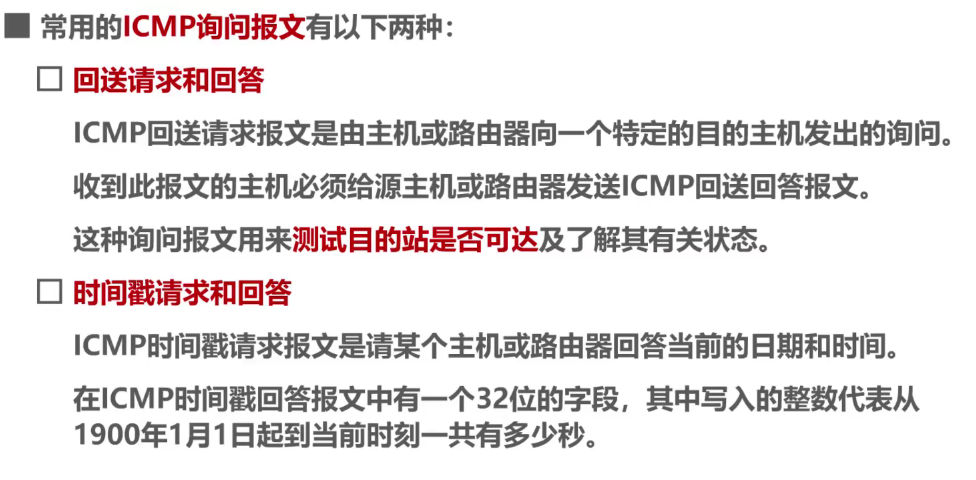 ■ 常用的ICMP询问报文有以下两种：
□ 回送请求和回答
ICMP回送请求报文是由主机或路由器向一个特定的目的主机发出的询问。
收到此报文的主机必须给源主机或路由器发送ICMP回送回答报文。
这种询问报文用来测试目的站是否可达及了解其有关状态。
□ 时间戳请求和回答
ICMP时间戳请求报文是请某个主机或路由器回答当前的日期和时间。
在ICMP时间戳回答报文中有一个32位的字段，其中写入的整数代表从
1900年1月1日起到当前时刻一共有多少秒。